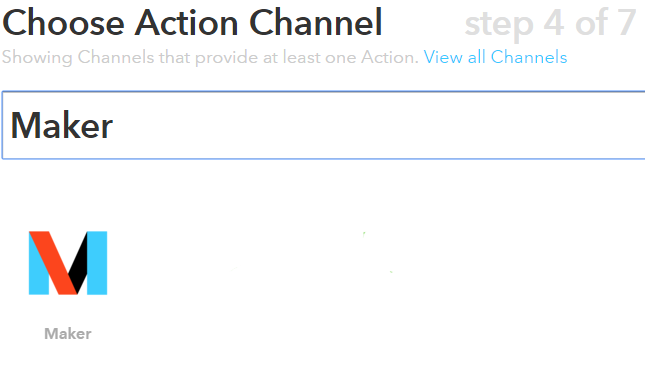 Choose Action Channel step 4 of 7
Showing Channels that provide at least one Action. View all Channels
Maker
Maker